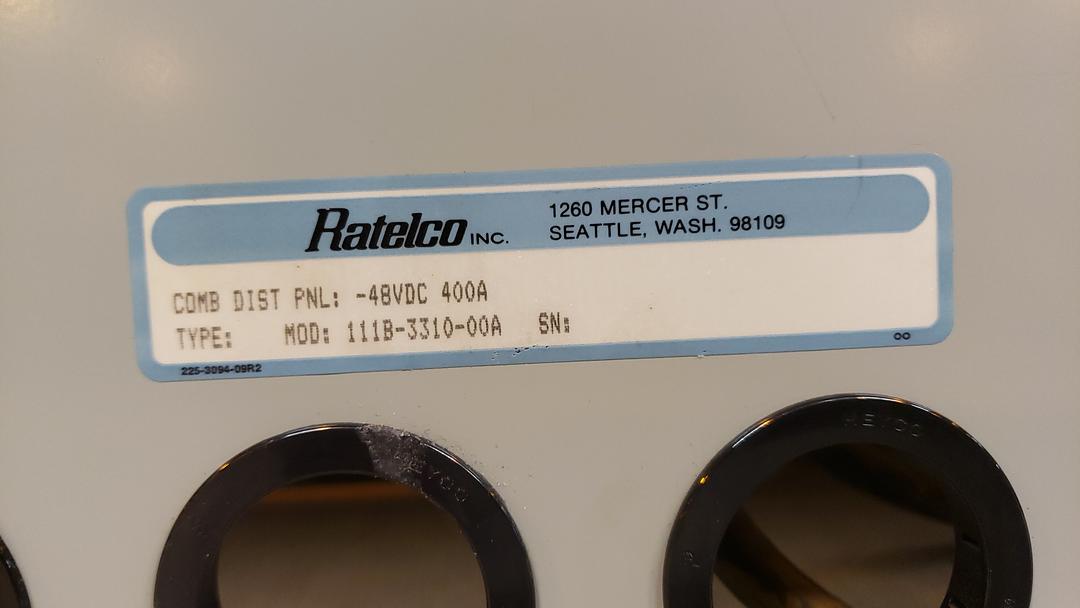 Ratelco INC.
1260 MERCER ST.
SEATTLE, WASH. 98109
COMB DIST PNL: -48VDC 400A
TYPE: MOD: 111B-3310-00A SN:
225-3094-09R2
HEYCO